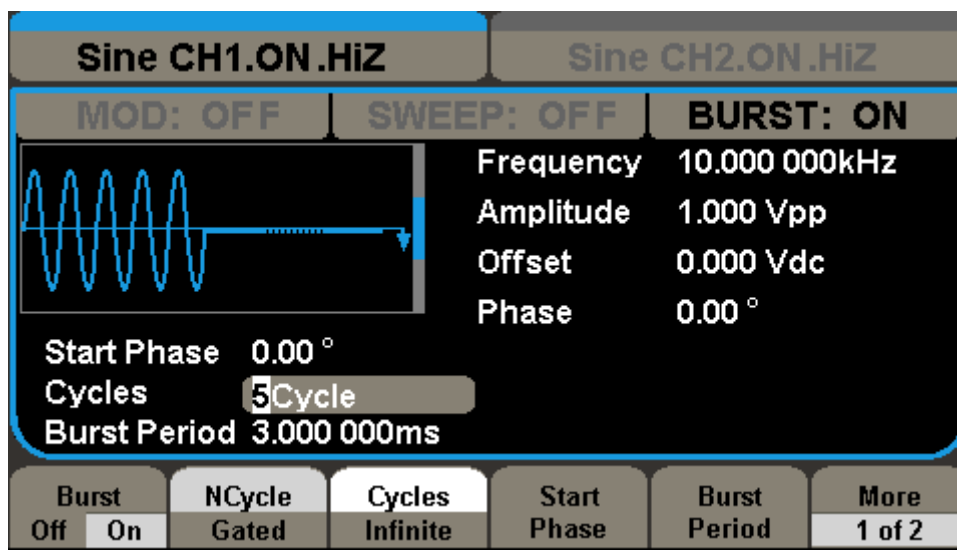 Sine CH1.ON.HiZ Sine CH2.ON.HiZ
MOD: OFF SWEEP: OFF BURST: ON
Frequency 10.000 000kHz
Amplitude 1.000 Vpp
Offset 0.000 Vdc
Phase 0.00 °
Start Phase 0.00 °
Cycles 5Cycle
Burst Period 3.000 000ms
Burst NCycle Cycles Start Burst More
Off On Gated Infinite Phase Period 1 of 2